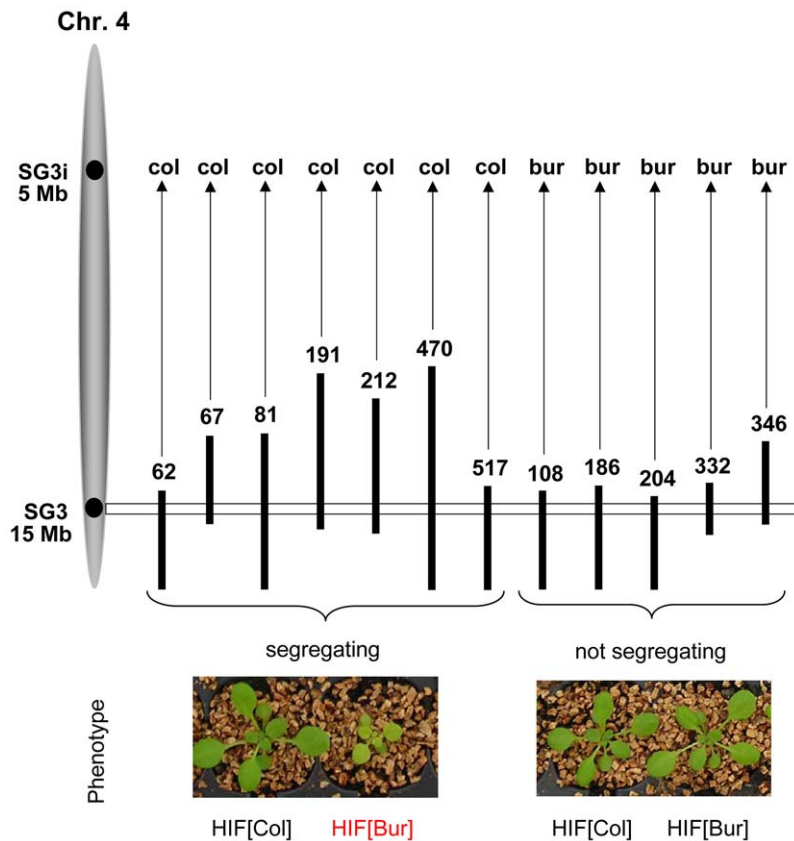 Chr. 4
SG3i
5 Mb
col col col col col col col bur bur bur bur bur
191 470
212
67 81 346
62 517 108 186 204 332
SG3
15 Mb
segregating not segregating
Phenotype
HIF[Col] HIF[Bur] HIF[Col] HIF[Bur]